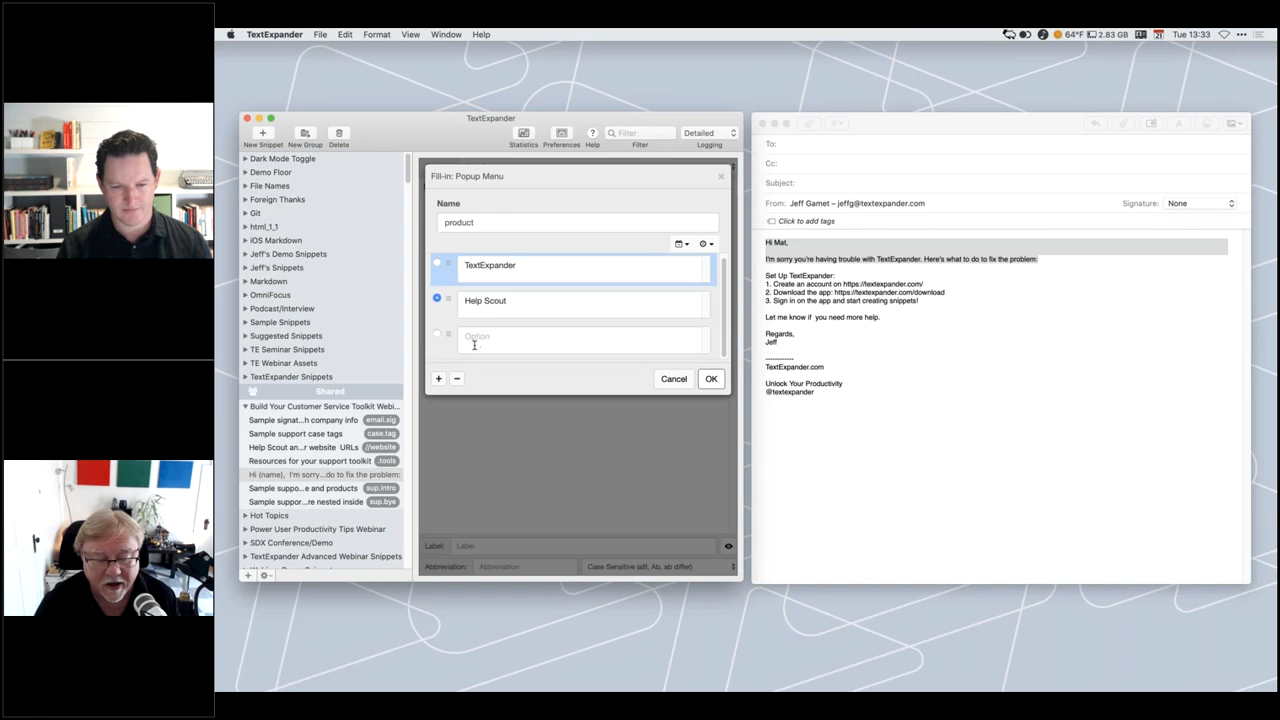 TextExpander File Edit Format View Window Help
64°F 2.83 GB Tue 13:33
TextExpander
New Snippet New Group Delete Statistics Preferences Help Filter Filter Detailed Logging
Dark Mode Toggle
Demo Floor
File Names
Foreign Thanks
Git
html_1_1
iOS Markdown
Jeff's Demo Snippets
Jeff's Snippets
Markdown
OmniFocus
Podcast/Interview
Sample Snippets
Suggested Snippets
TE Seminar Snippets
TE Webinar Assets
TextExpander Snippets
Shared
Build Your Customer Service Toolkit Webi...
Sample signat...h company info email.sig
Sample support case tags case.tag
Help Scout an...r website URLs //website
Resources for your support toolkit .tools
Hi (name), I'm sorry...do to fix the problem:
Sample suppo...e and products sup.intro
Sample suppor...re nested inside sup.bye
Hot Topics
Power User Productivity Tips Webinar
SDX Conference/Demo
TextExpander Advanced Webinar Snippets
Fill-in: Popup Menu
Name
product
TextExpander
Help Scout
Option
Cancel OK
Label: Label
Abbreviation: Abbreviation Case Sensitive (aB, Ab, ab differ)
To:
Cc:
Subject:
From: Jeff Gamet – jeffg@textexpander.com Signature: None
Click to add tags
Hi Mat,
I'm sorry you're having trouble with TextExpander. Here's what to do to fix the problem:
Set Up TextExpander:
1. Create an account on https://textexpander.com/
2. Download the app: https://textexpander.com/download
3. Sign in on the app and start creating snippets!
Let me know if you need more help.
Regards,
Jeff
------------
TextExpander.com
Unlock Your Productivity
@textexpander